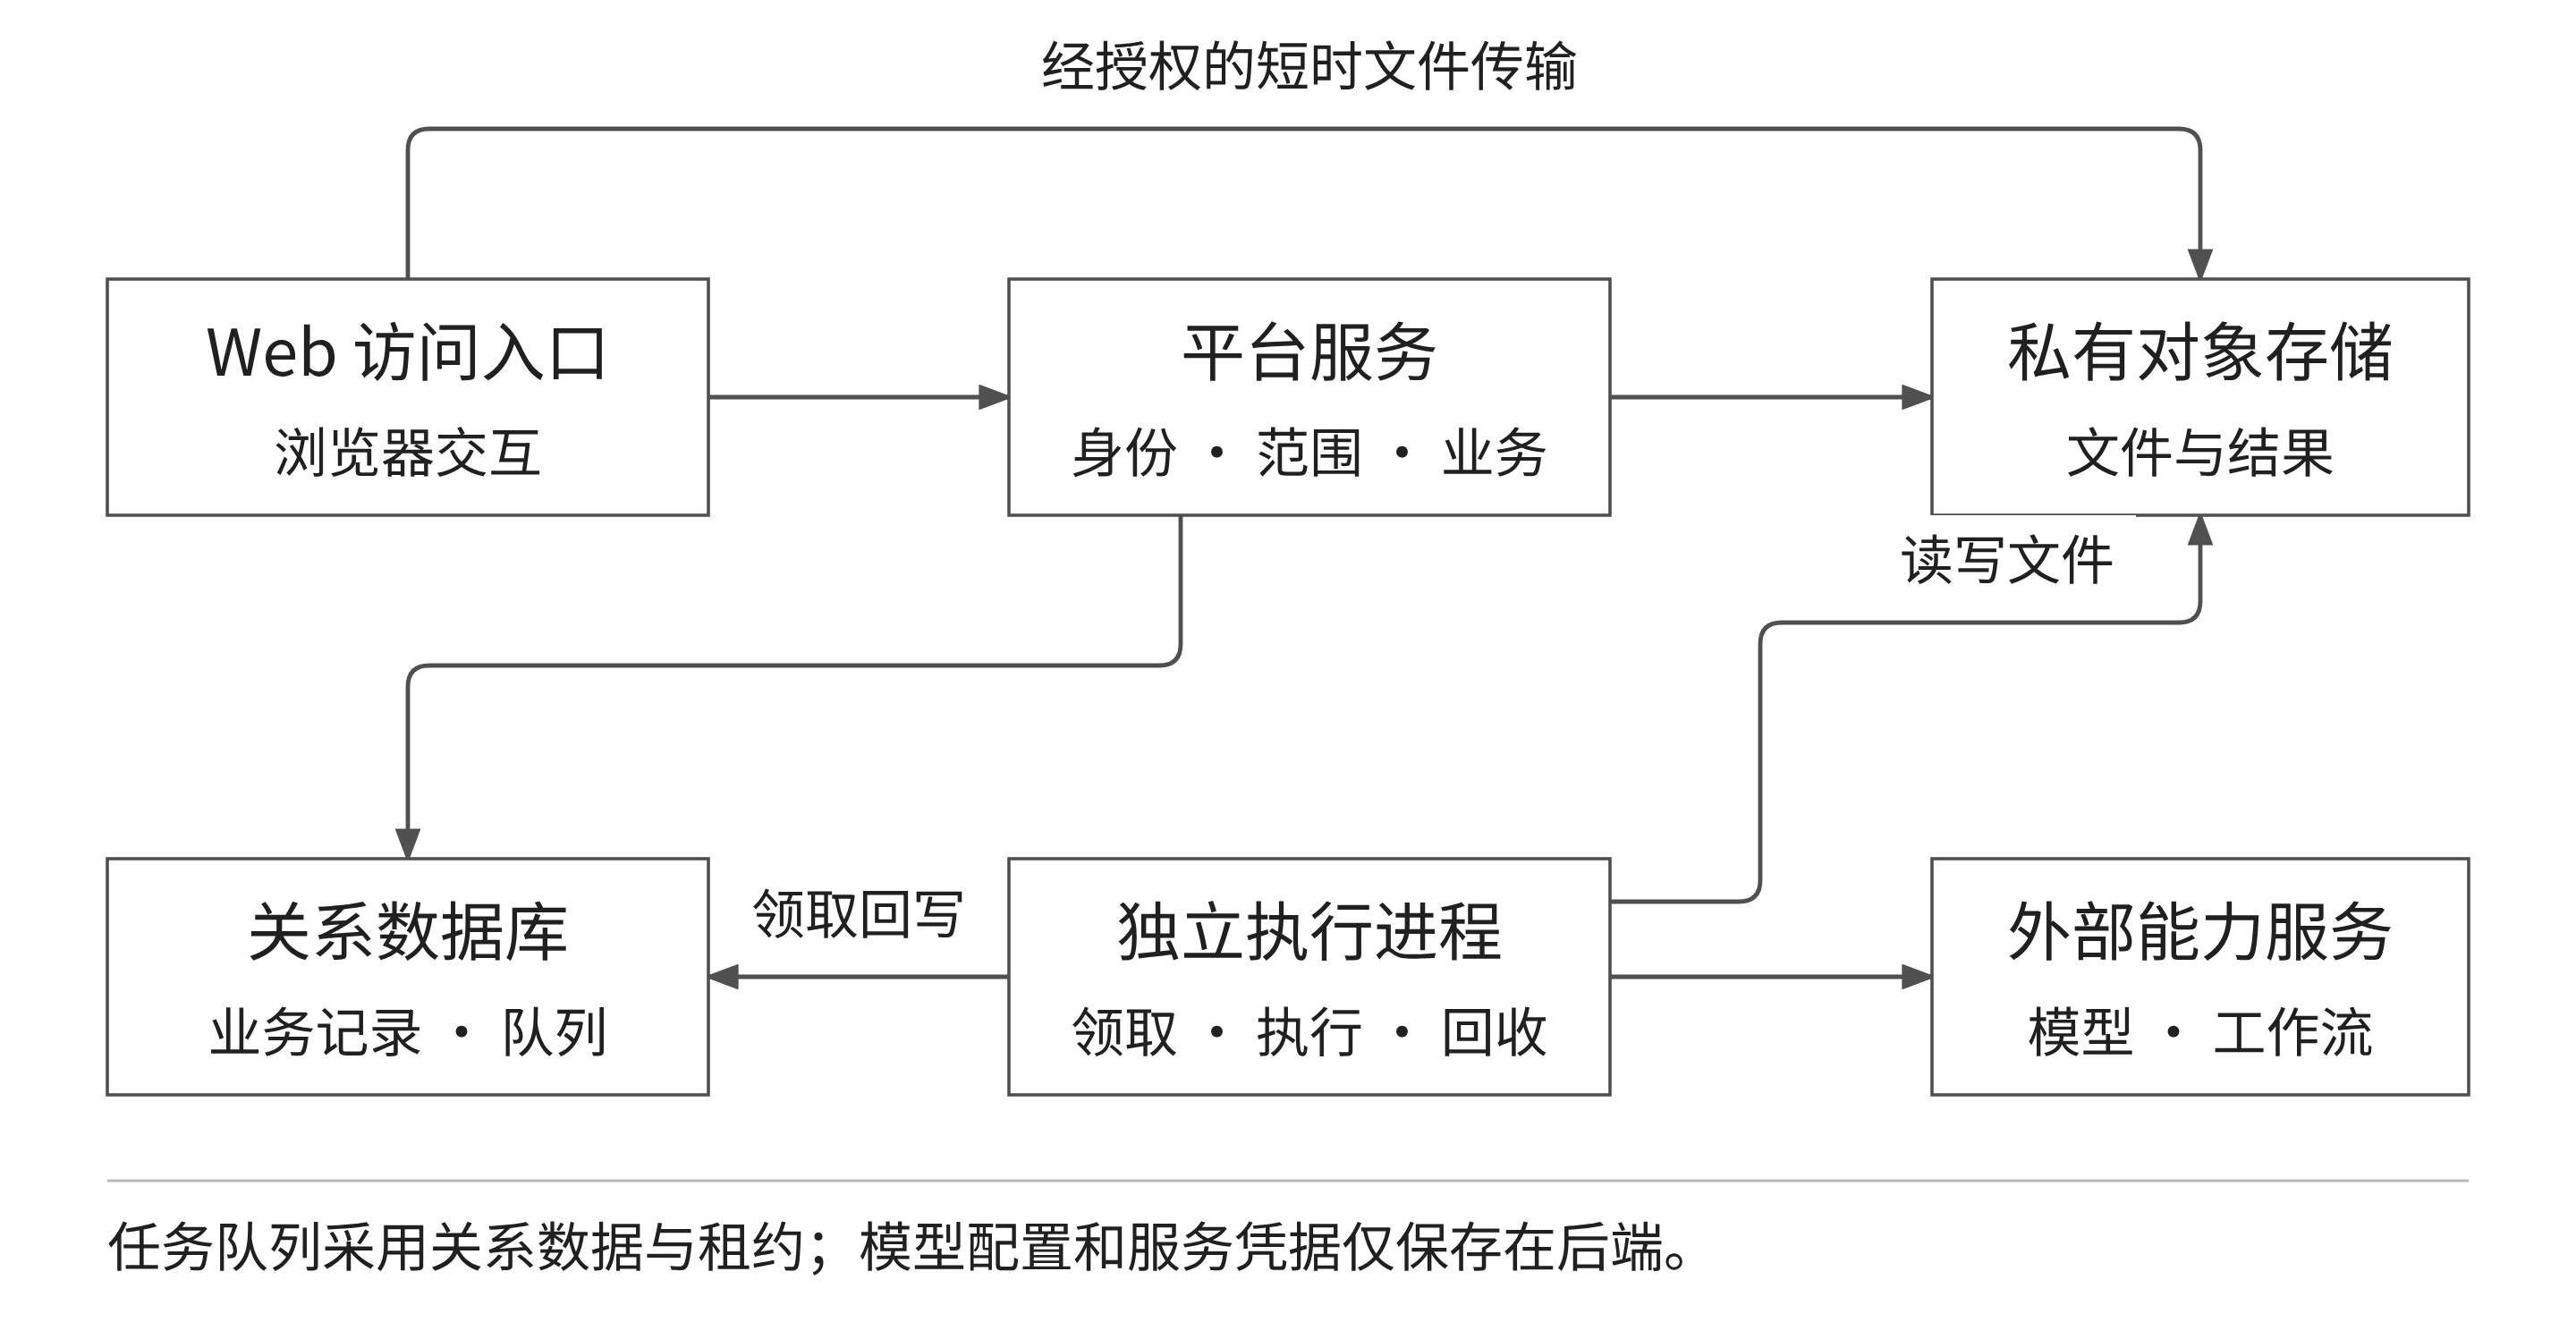 经授权的短时文件传输
Web 访问入口
浏览器交互
平台服务
身份 · 范围 · 业务
私有对象存储
文件与结果
读写文件
关系数据库
业务记录 · 队列
领取回写
独立执行进程
领取 · 执行 · 回收
外部能力服务
模型 · 工作流
任务队列采用关系数据与租约；模型配置和服务凭据仅保存在后端。